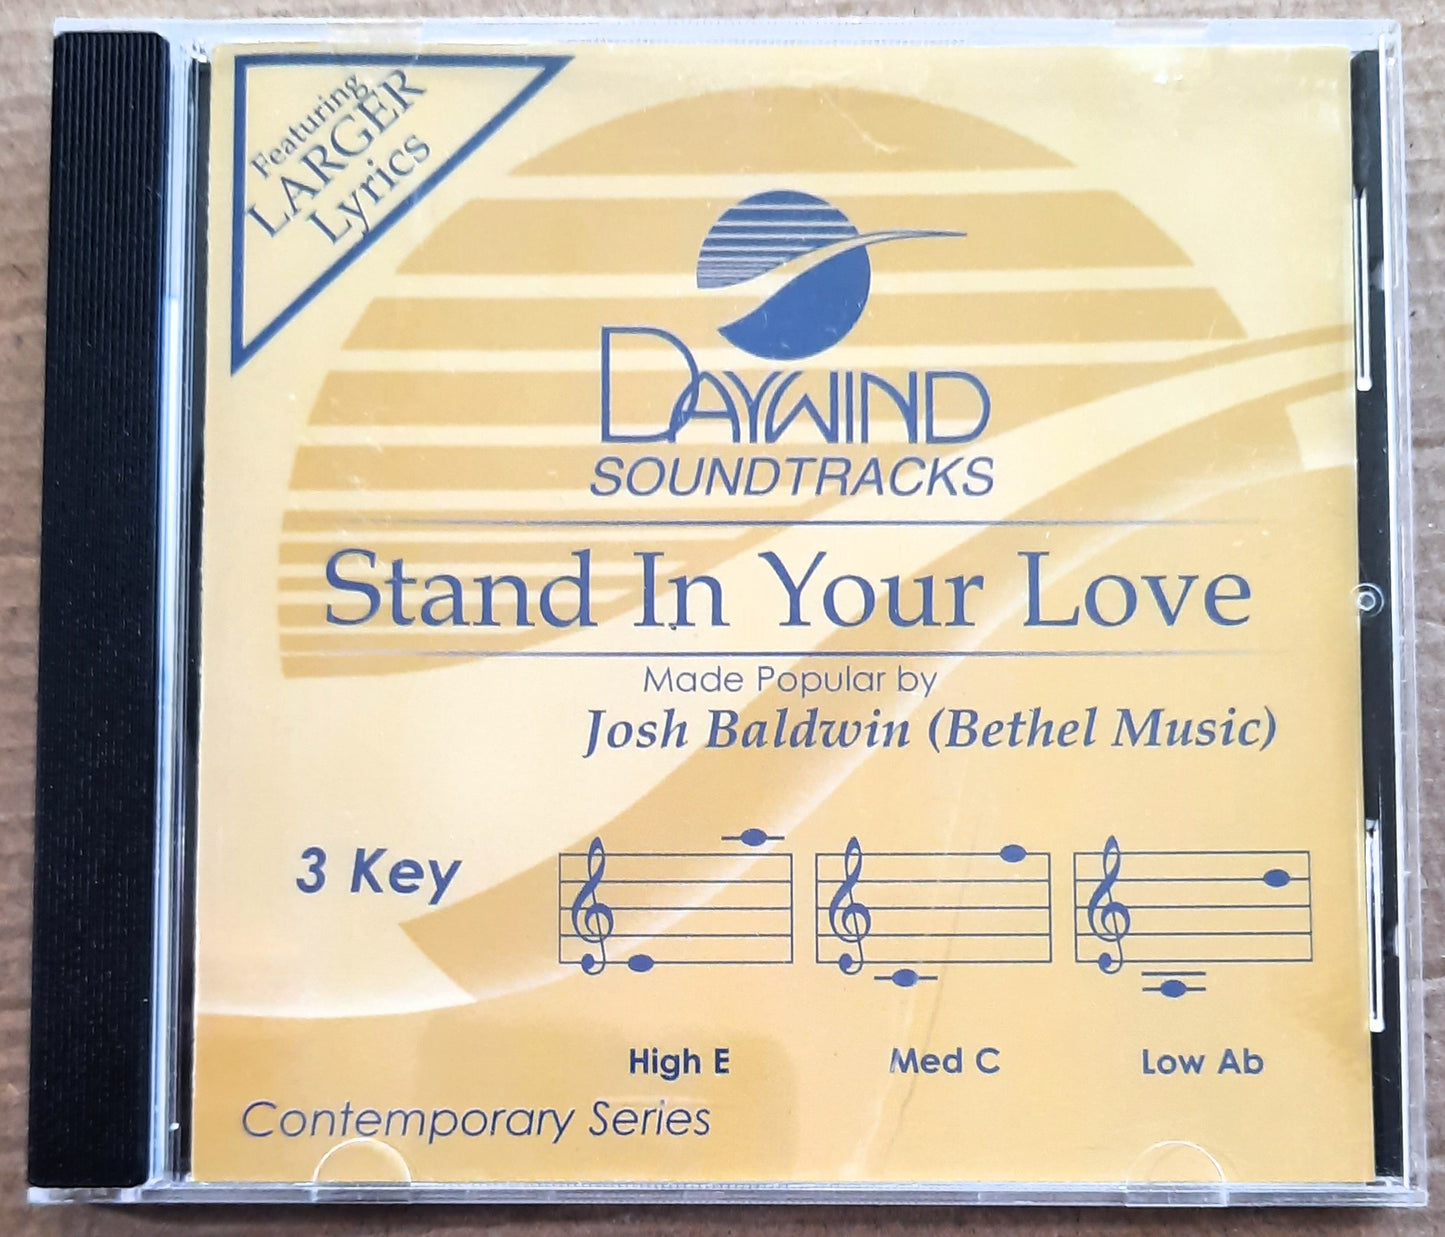 Featuring
LARGER
Lyrics
DAYWIND
SOUNDTRACKS
Stand In Your Love
Made Popular by
Josh Baldwin (Bethel Music)
3 Key
High E
Med C
Low Ab
Contemporary Series